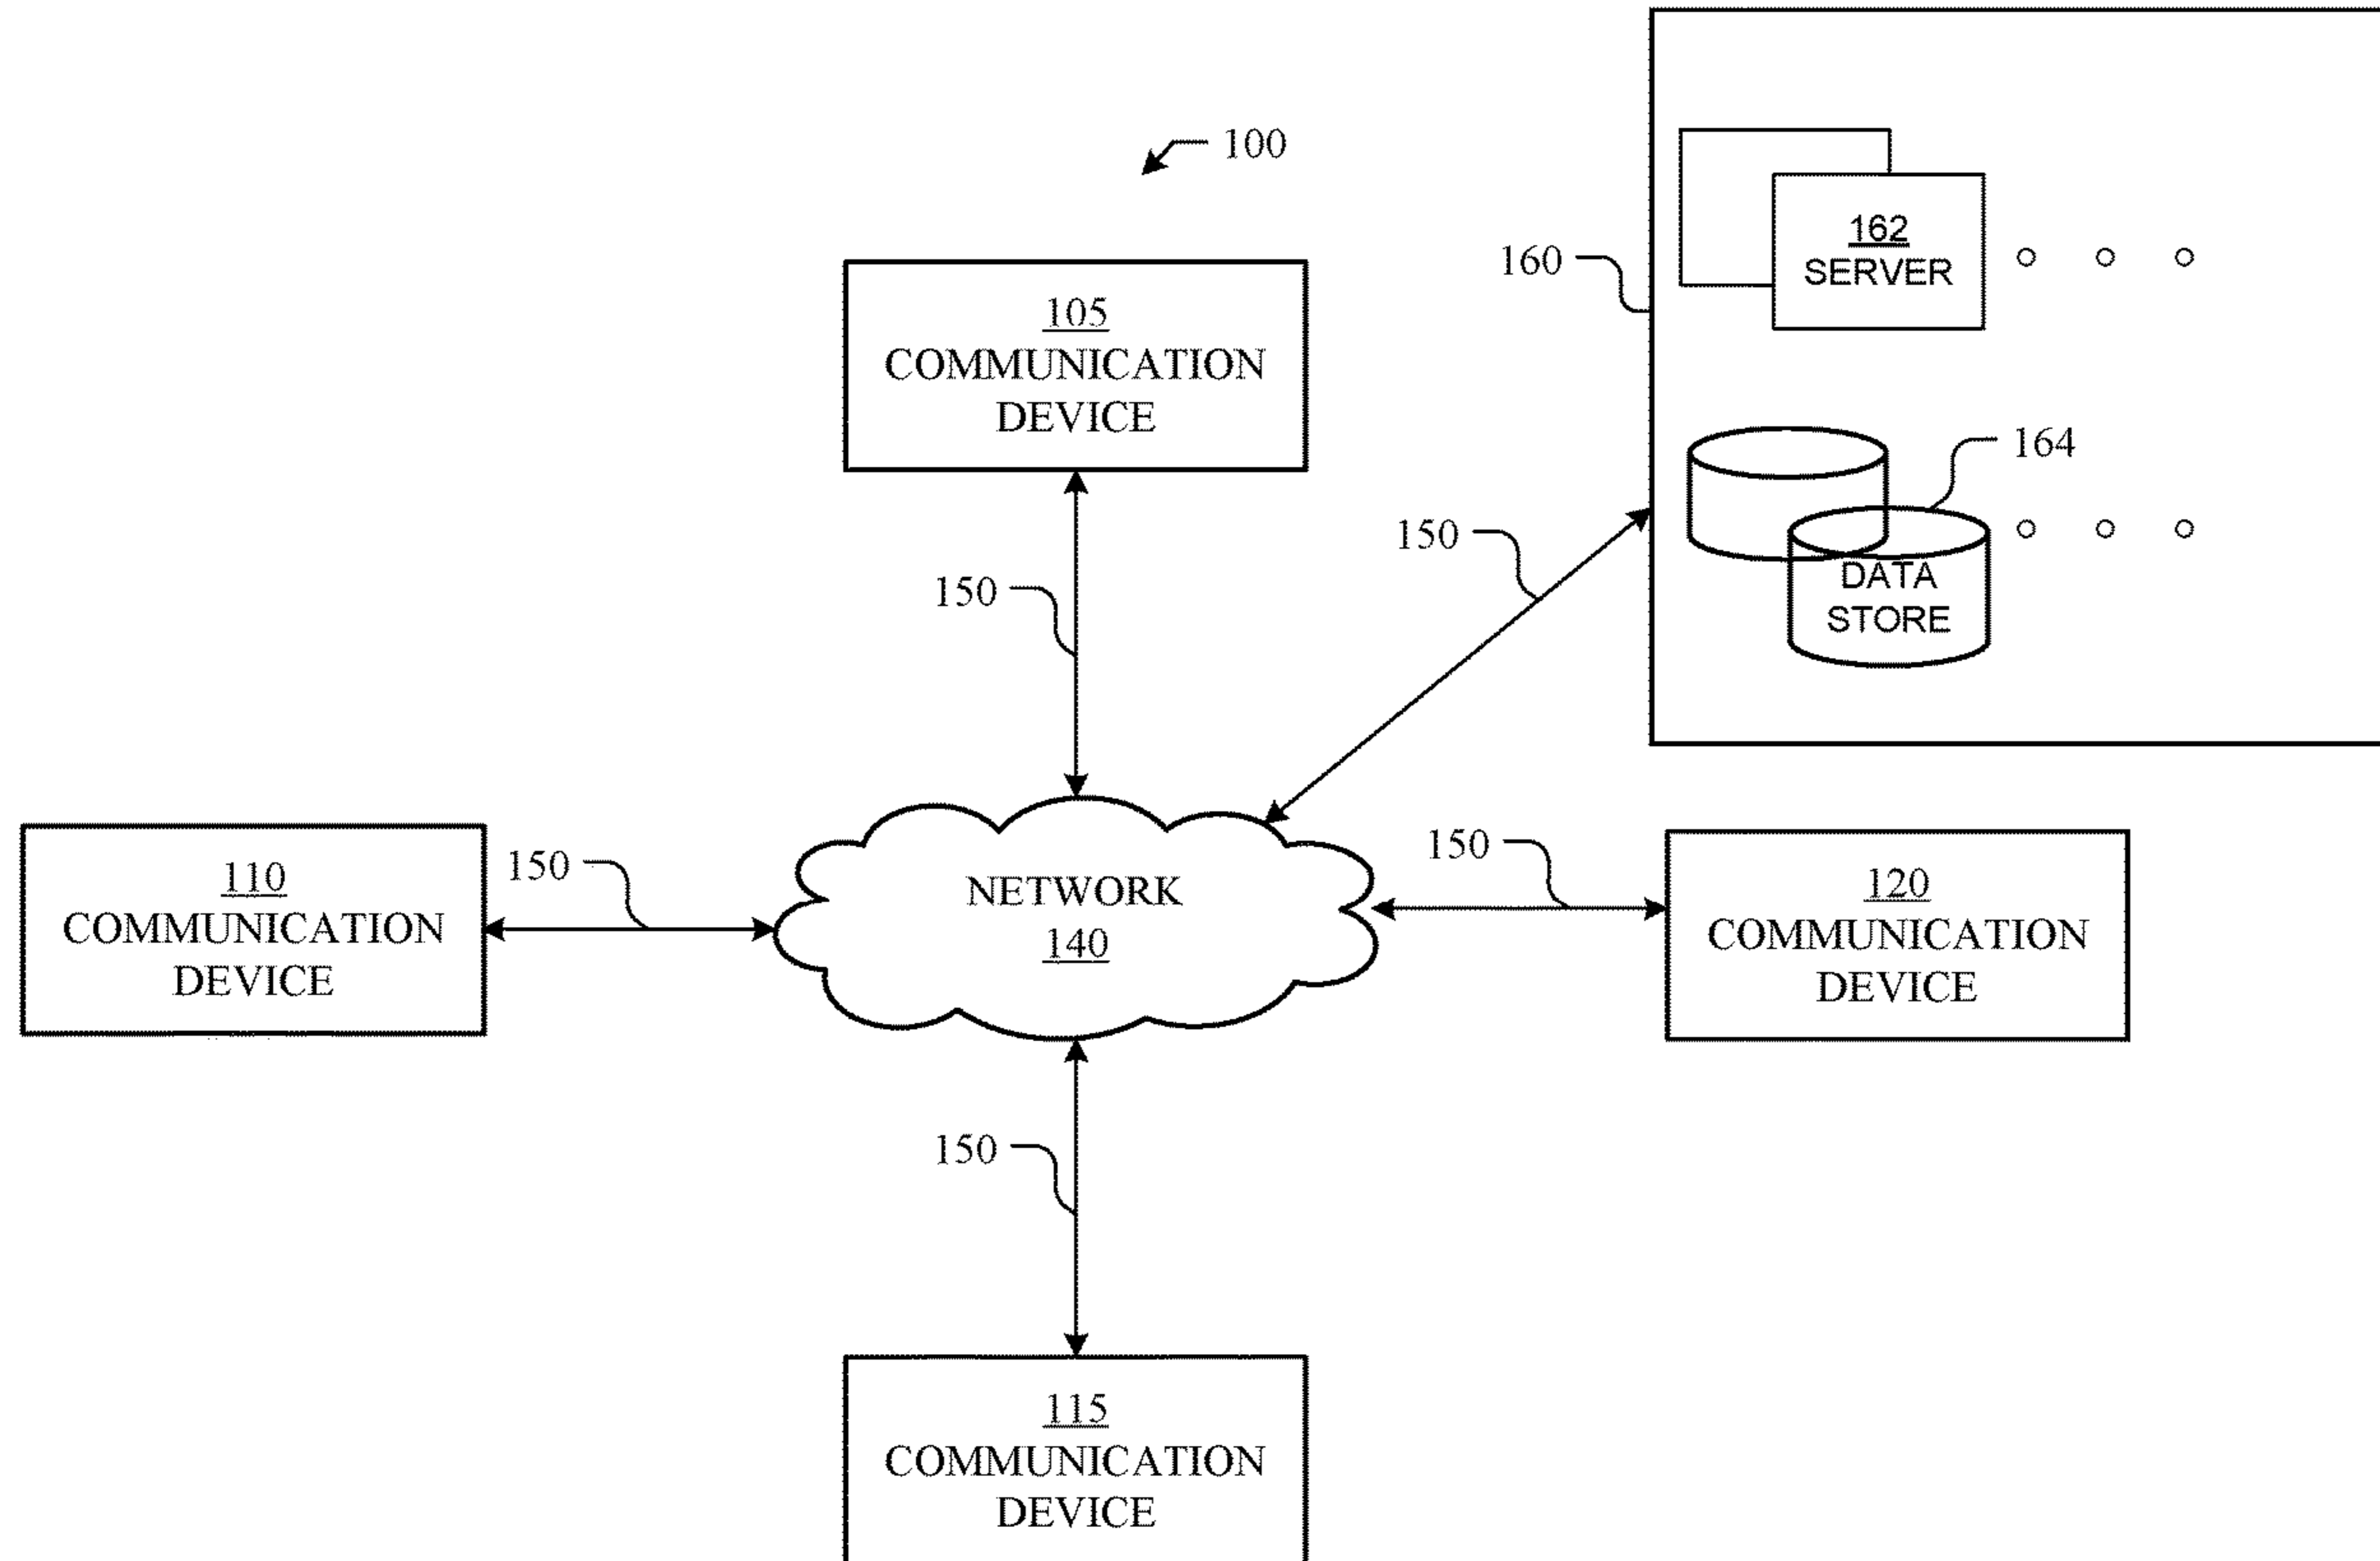 100
162
SERVER
160
105
COMMUNICATION
DEVICE
164
150
DATA
STORE
150
150
110
COMMUNICATION
DEVICE
NETWORK
140
150
120
COMMUNICATION
DEVICE
150
115
COMMUNICATION
DEVICE